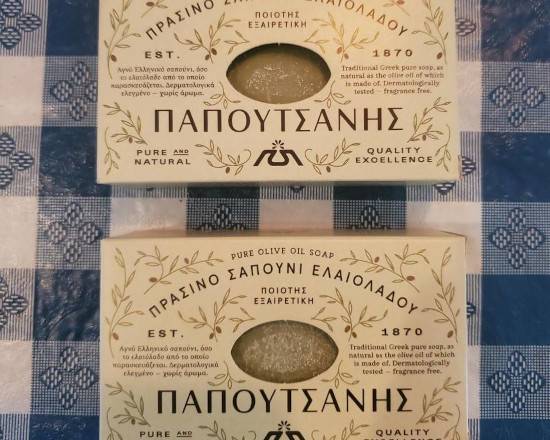 ΠΡΑΣΙΝΟ ΣΑΠΟΥΝΙ ΕΛΑΙΟΛΑΔΟΥ
ΠΟΙΟΤΗΣ
ΕΞΑΙΡΕΤΙΚΗ
EST. 1870
Αγνό Ελληνικό σαπούνι, όσο
το ελαιόλαδο από το οποίο
παρασκευάζεται. Δερματολογικά
ελεγμένο – χωρίς άρωμα.
Traditional Greek pure soap, as
natural as the olive oil of which
is made of. Dermatologically
tested – fragrance free.
ΠΑΠΟΥΤΣΑΝΗΣ
PURE AND
NATURAL
QUALITY
EXCELLENCE
PURE OLIVE OIL SOAP
ΠΡΑΣΙΝΟ ΣΑΠΟΥΝΙ ΕΛΑΙΟΛΑΔΟΥ
ΠΟΙΟΤΗΣ
ΕΞΑΙΡΕΤΙΚΗ
EST. 1870
Αγνό Ελληνικό σαπούνι, όσο
το ελαιόλαδο από το οποίο
παρασκευάζεται. Δερματολογικά
ελεγμένο – χωρίς άρωμα.
Traditional Greek pure soap, as
natural as the olive oil of which
is made of. Dermatologically
tested – fragrance free.
ΠΑΠΟΥΤΣΑΝΗΣ
PURE AND
QUALITY